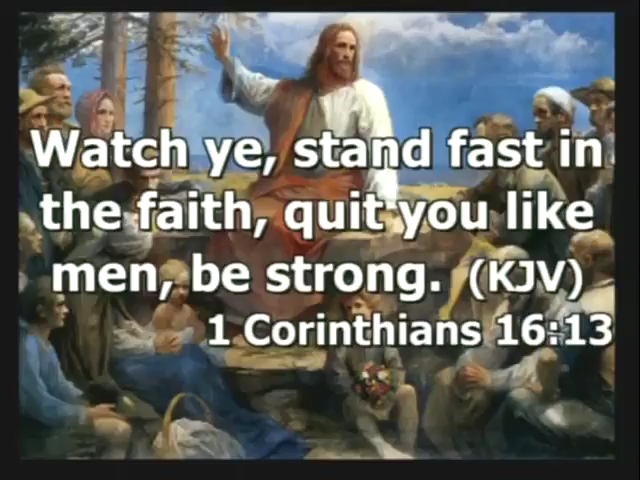 Watch ye, stand fast in
the faith, quit you like
men, be strong. (KJV)
1 Corinthians 16:13